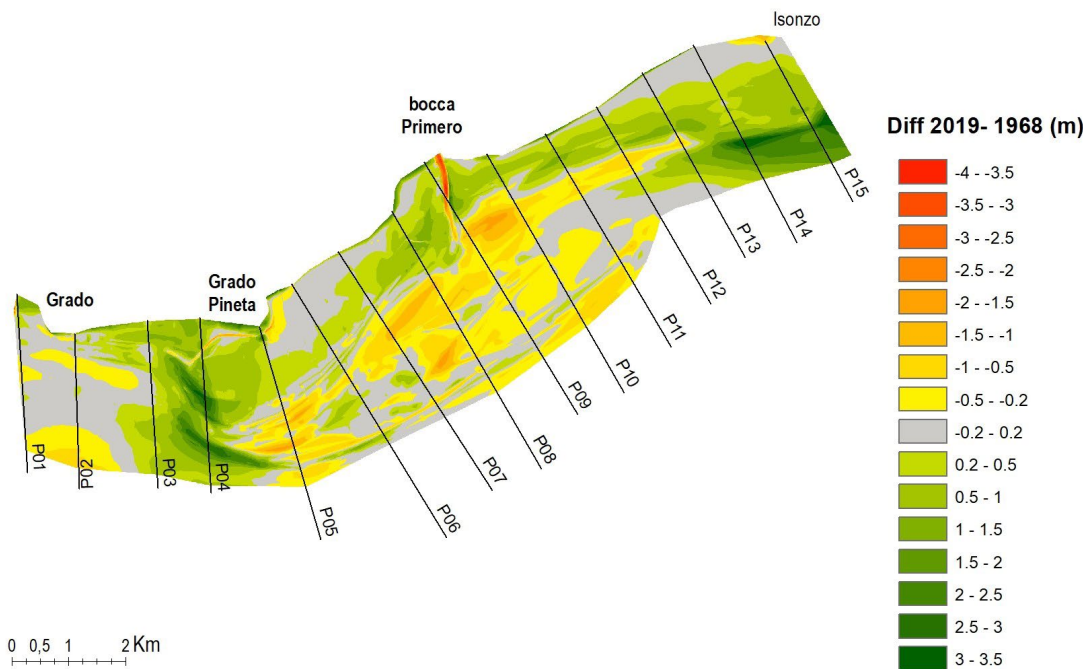 Isonzo
bocca
Primero
Diff 2019- 1968 (m)
-4 - -3.5
-3.5 - -3
-3 - -2.5
-2.5 - -2
-2 - -1.5
-1.5 - -1
-1 - -0.5
-0.5 - -0.2
-0.2 - 0.2
0.2 - 0.5
0.5 - 1
1 - 1.5
1.5 - 2
2 - 2.5
2.5 - 3
3 - 3.5
Grado
Grado
Pineta
P01
P02
P03
P04
P05
P06
P07
P08
P09
P10
P11
P12
P13
P14
P15
0 0,5 1 2 Km